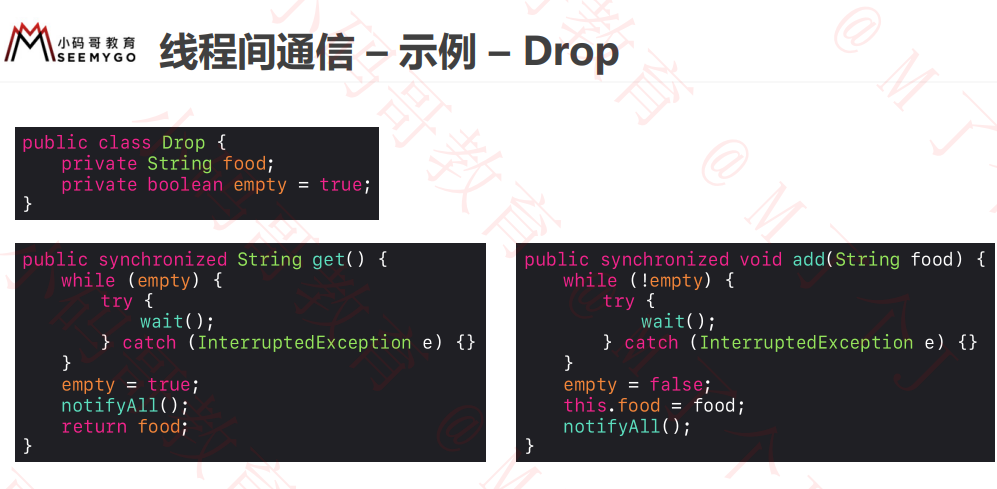 小码哥教育
SEEMYGO
线程间通信 – 示例 – Drop
public class Drop {
    private String food;
    private boolean empty = true;
}
public synchronized String get() {
    while (empty) {
        try {
            wait();
        } catch (InterruptedException e) {}
    }
    empty = true;
    notifyAll();
    return food;
}
public synchronized void add(String food) {
    while (!empty) {
        try {
            wait();
        } catch (InterruptedException e) {}
    }
    empty = false;
    this.food = food;
    notifyAll();
}